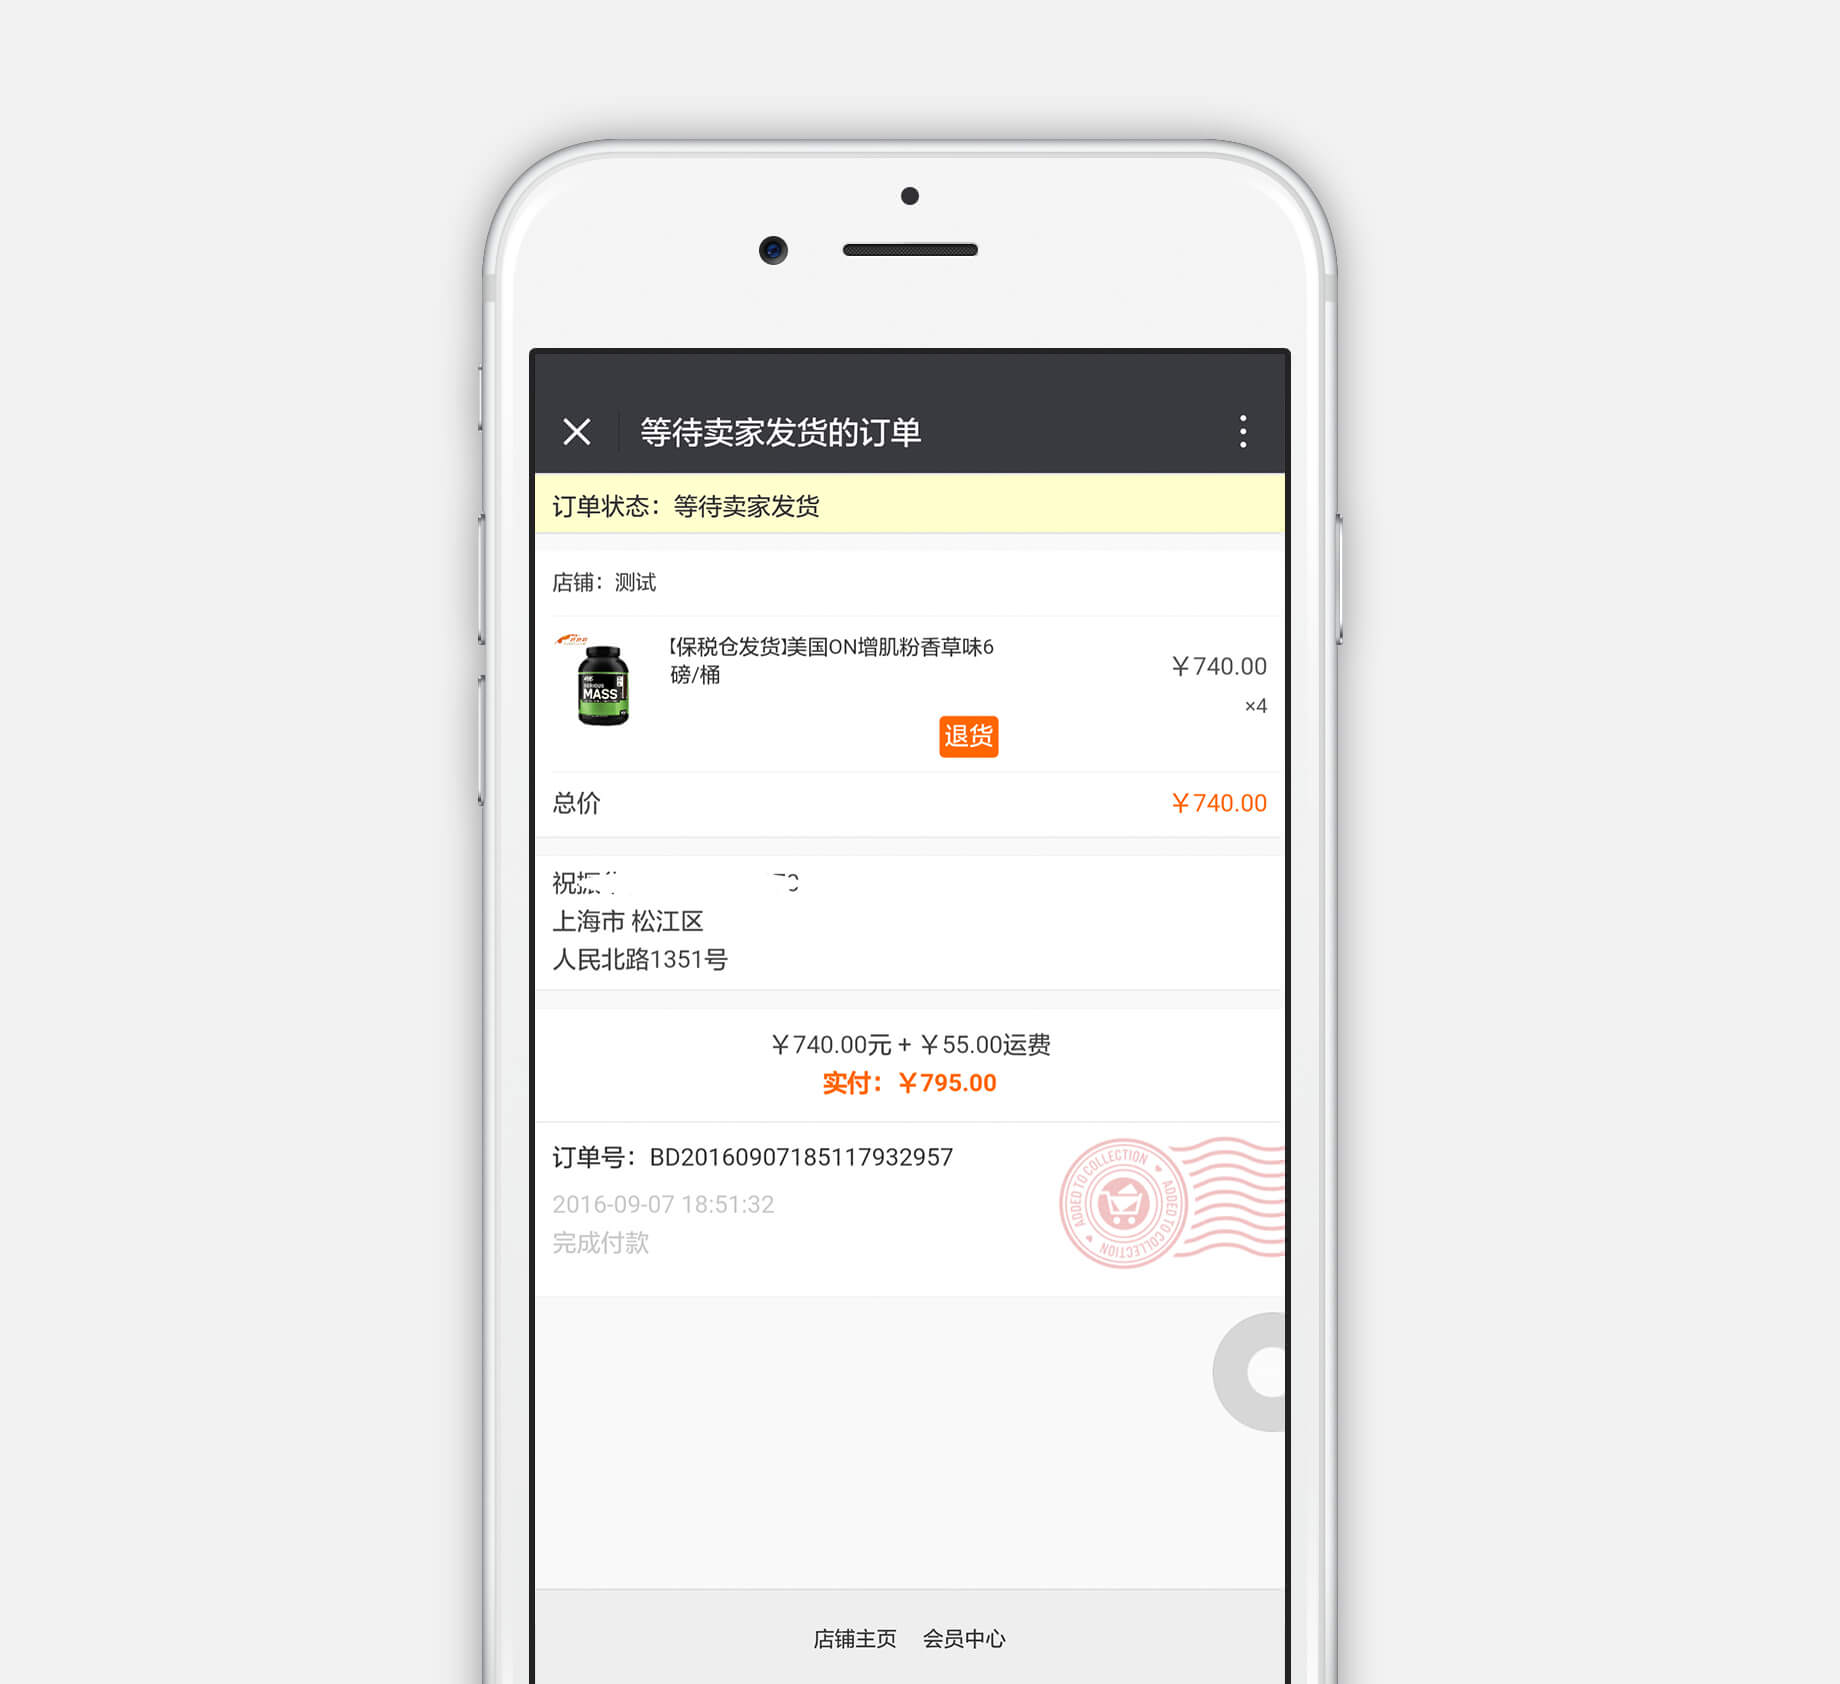 等待卖家发货的订单
订单状态：等待卖家发货
店铺：测试
【保税仓发货】美国ON增肌粉香草味6
磅/桶
￥740.00
×4
SERIOUS
MASS
退货
总价
￥740.00
祝
上海市 松江区
人民北路1351号
￥740.00元 + ￥55.00运费
实付：￥795.00
订单号：BD20160907185117932957
2016-09-07 18:51:32
完成付款
ADDED TO COLLECTION
ADDED TO COLLECTION
店铺主页 会员中心